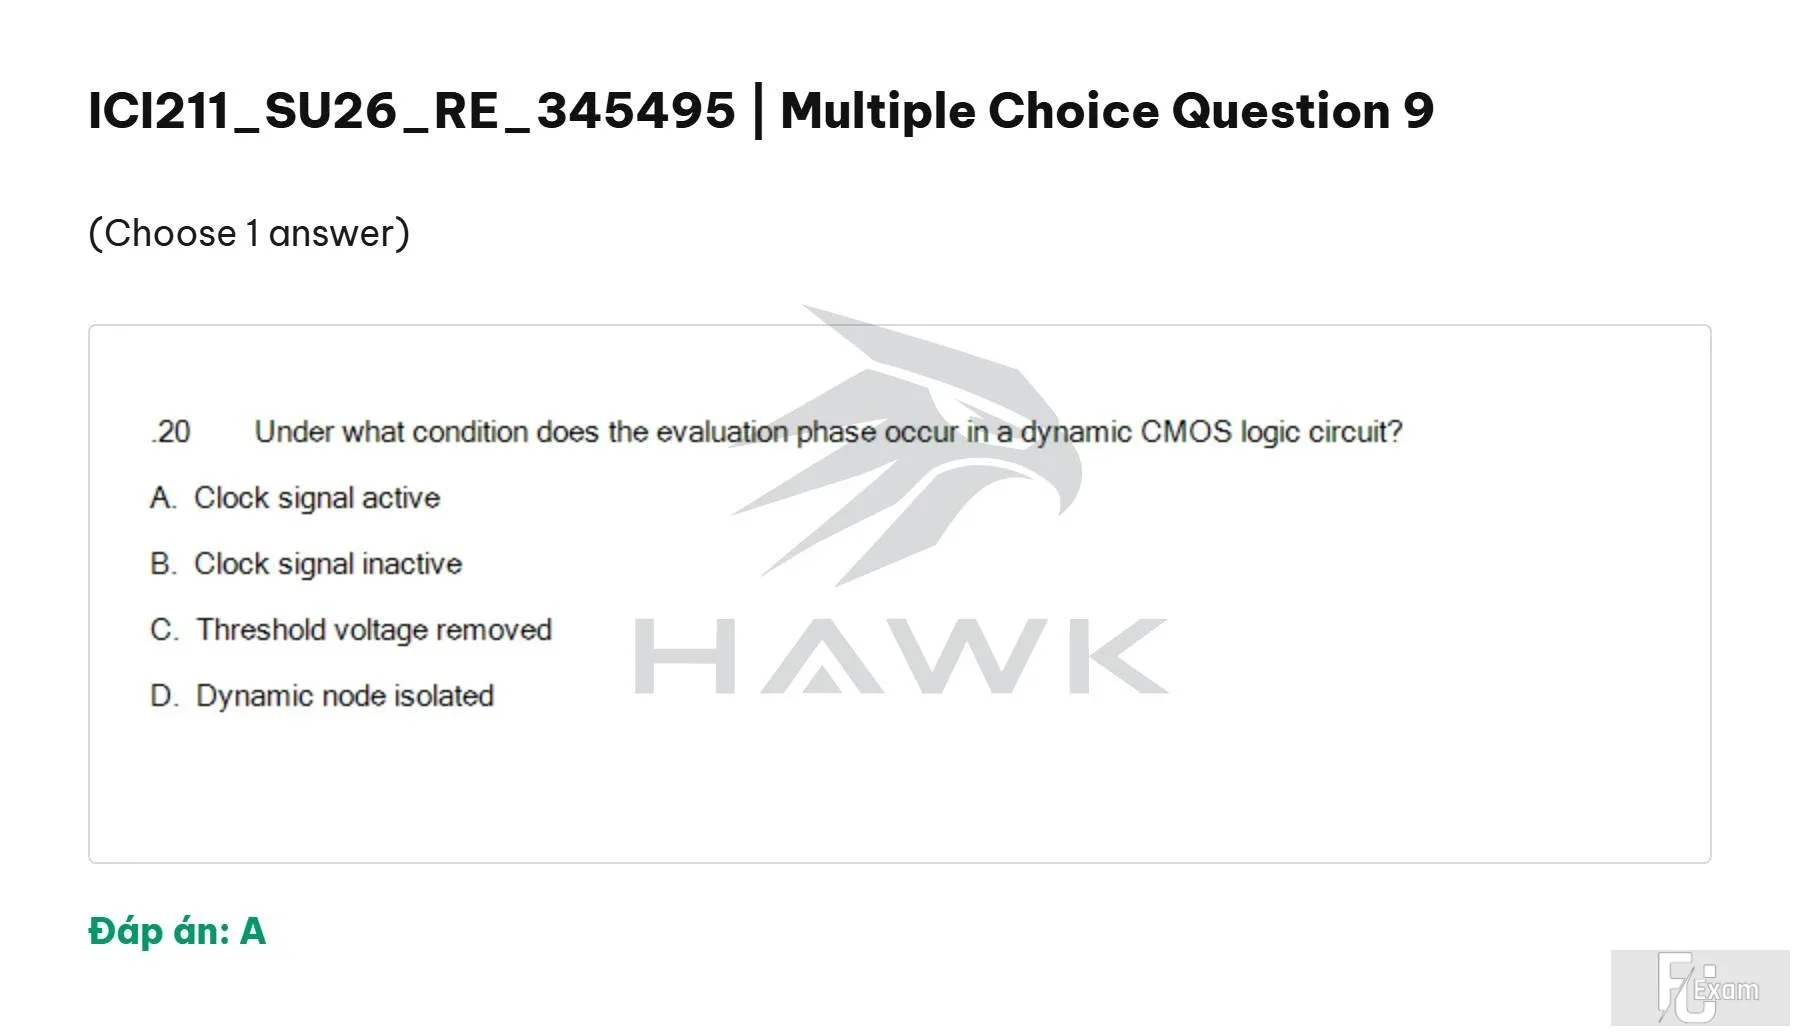 ICI211_SU26_RE_345495 | Multiple Choice Question 9
(Choose 1 answer)
.20 Under what condition does the evaluation phase occur in a dynamic CMOS logic circuit?
A. Clock signal active
B. Clock signal inactive
C. Threshold voltage removed
D. Dynamic node isolated
HAWK
Đáp án: A
FU Exam